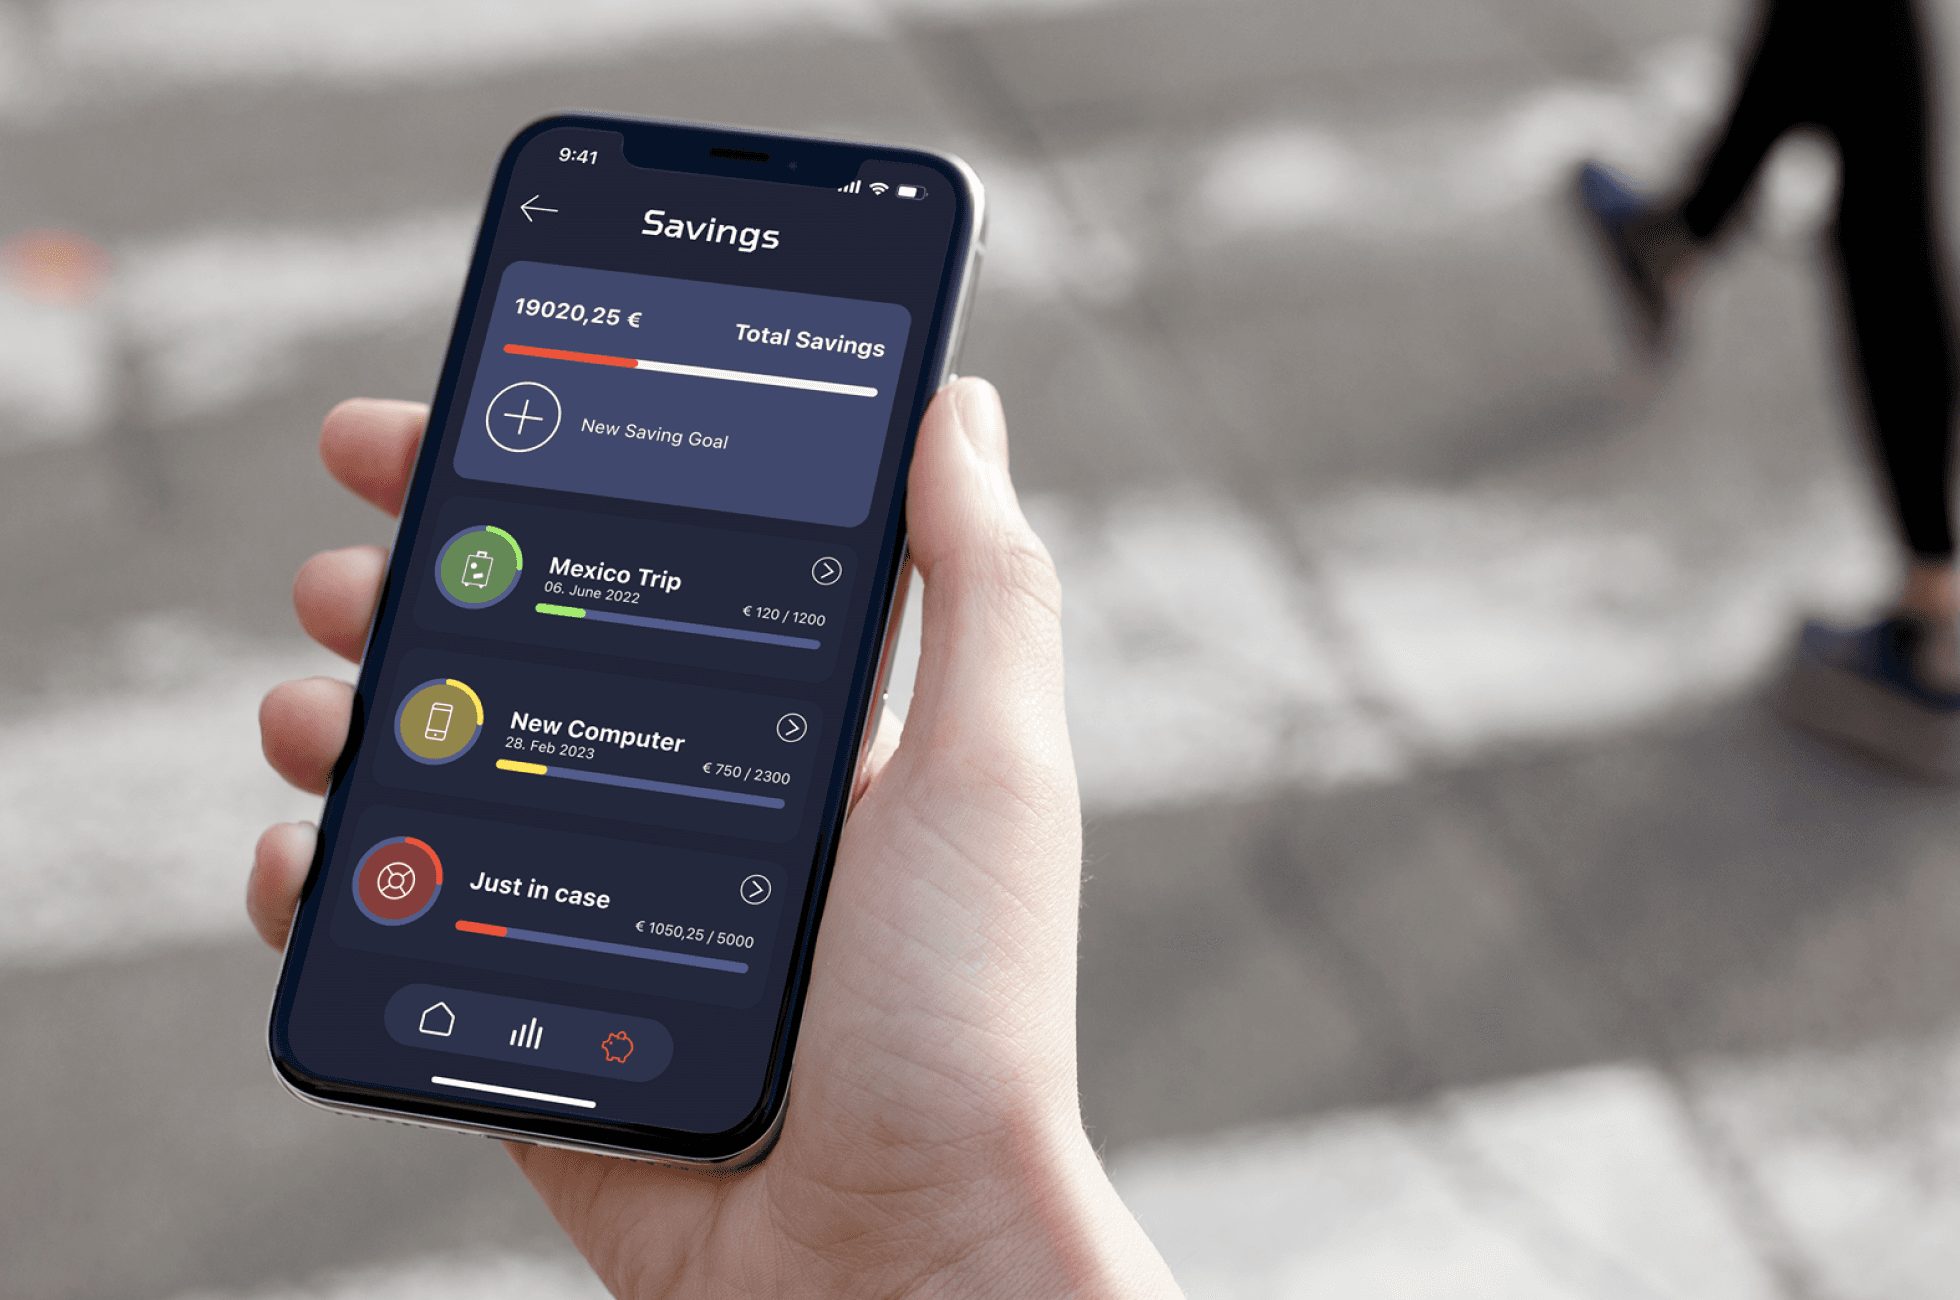 9:41
Savings
19020,25 €
Total Savings
New Saving Goal
Mexico Trip
06. June 2022
€ 120 / 1200
New Computer
28. Feb 2023
€ 750 / 2300
Just in case
€ 1050,25 / 5000